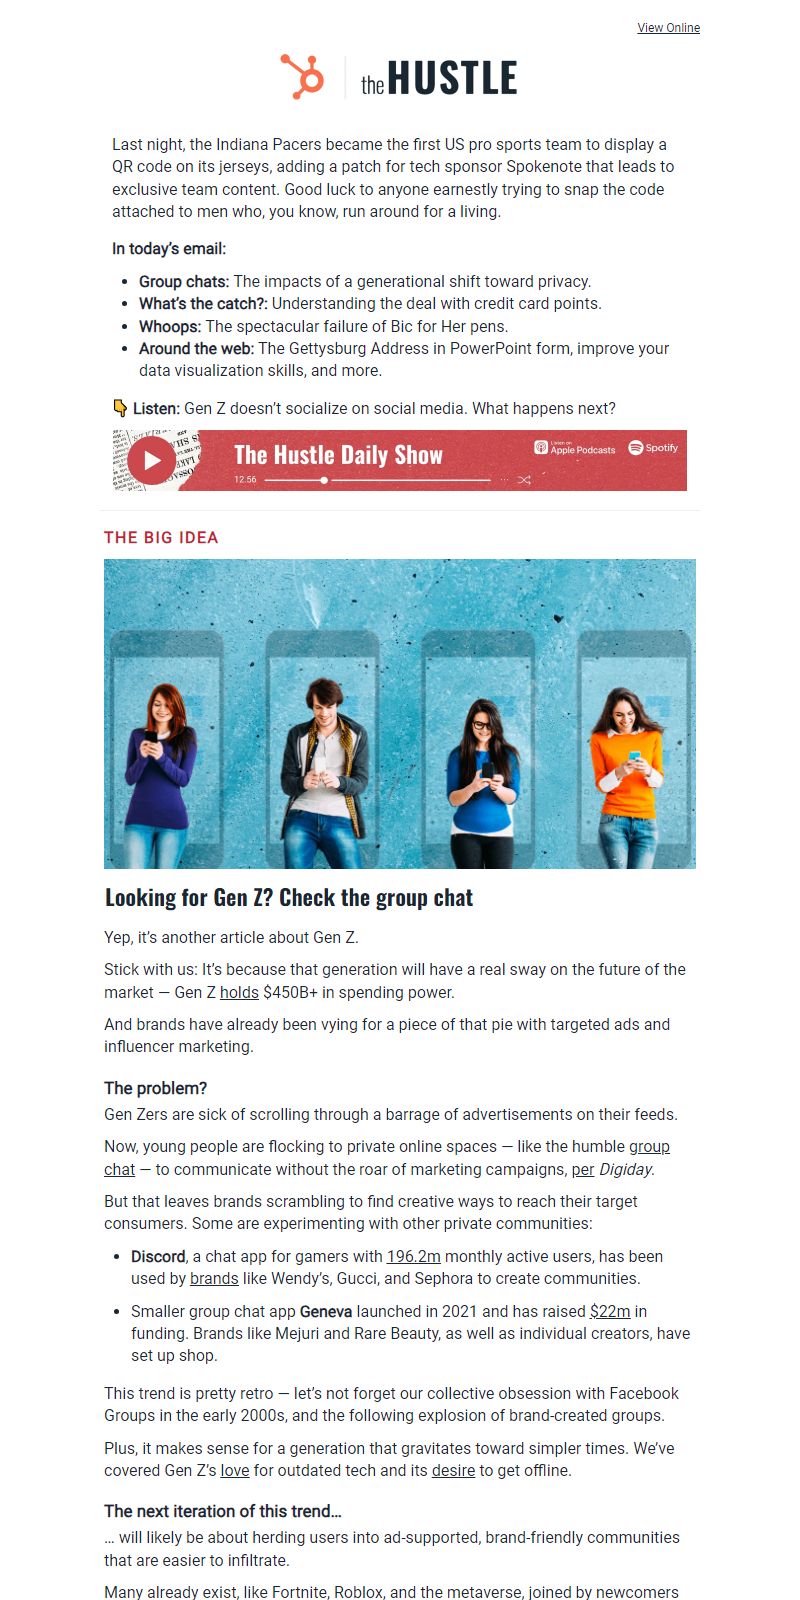 View Online
the HUSTLE
Last night, the Indiana Pacers became the first US pro sports team to display a
QR code on its jerseys, adding a patch for tech sponsor Spokenote that leads to
exclusive team content. Good luck to anyone earnestly trying to snap the code
attached to men who, you know, run around for a living.
In today’s email:
• Group chats: The impacts of a generational shift toward privacy.
• What’s the catch?: Understanding the deal with credit card points.
• Whoops: The spectacular failure of Bic for Her pens.
• Around the web: The Gettysburg Address in PowerPoint form, improve your
data visualization skills, and more.
👇 Listen: Gen Z doesn’t socialize on social media. What happens next?
The Hustle Daily Show
Listen on
Apple Podcasts
Spotify
12.56
THE BIG IDEA
Looking for Gen Z? Check the group chat
Yep, it’s another article about Gen Z.
Stick with us: It’s because that generation will have a real sway on the future of the
market — Gen Z holds $450B+ in spending power.
And brands have already been vying for a piece of that pie with targeted ads and
influencer marketing.
The problem?
Gen Zers are sick of scrolling through a barrage of advertisements on their feeds.
Now, young people are flocking to private online spaces — like the humble group
chat — to communicate without the roar of marketing campaigns, per Digiday.
But that leaves brands scrambling to find creative ways to reach their target
consumers. Some are experimenting with other private communities:
• Discord, a chat app for gamers with 196.2m monthly active users, has been
used by brands like Wendy’s, Gucci, and Sephora to create communities.
• Smaller group chat app Geneva launched in 2021 and has raised $22m in
funding. Brands like Mejuri and Rare Beauty, as well as individual creators, have
set up shop.
This trend is pretty retro — let’s not forget our collective obsession with Facebook
Groups in the early 2000s, and the following explosion of brand-created groups.
Plus, it makes sense for a generation that gravitates toward simpler times. We’ve
covered Gen Z’s love for outdated tech and its desire to get offline.
The next iteration of this trend…
… will likely be about herding users into ad-supported, brand-friendly communities
that are easier to infiltrate.
Many already exist, like Fortnite, Roblox, and the metaverse, joined by newcomers